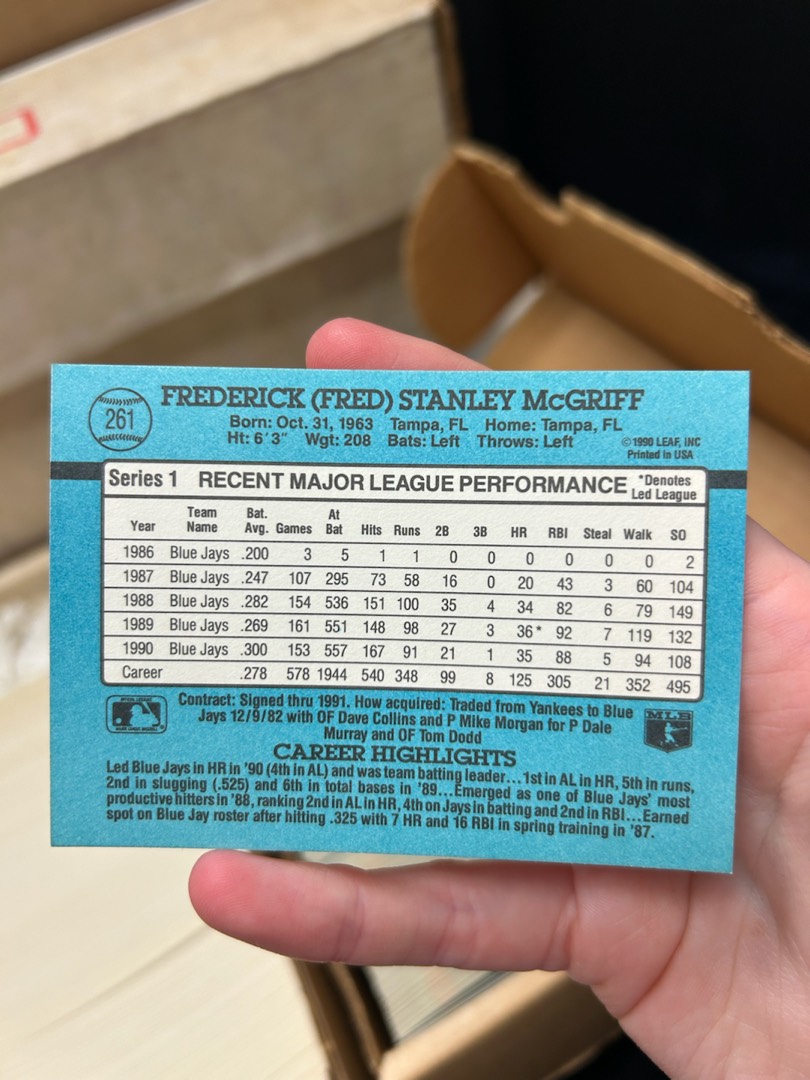 261
FREDERICK (FRED) STANLEY McGRIFF
Born: Oct. 31, 1963 Tampa, FL Home: Tampa, FL
Ht: 6′3″ Wgt: 208 Bats: Left Throws: Left
©1990 LEAF, INC
Printed in USA
Series 1 RECENT MAJOR LEAGUE PERFORMANCE
*Denotes
Led League
Year Team Name Bat. Avg. Games At Bat Hits Runs 2B 3B HR RBI Steal Walk SO
1986 Blue Jays .200 3 5 1 1 0 0 0 0 0 0 2
1987 Blue Jays .247 107 295 73 58 16 0 20 43 3 60 104
1988 Blue Jays .282 154 536 151 100 35 4 34 82 6 79 149
1989 Blue Jays .269 161 551 148 98 27 3 36* 92 7 119 132
1990 Blue Jays .300 153 557 167 91 21 1 35 88 5 94 108
Career .278 578 1944 540 348 99 8 125 305 21 352 495
Contract: Signed thru 1991. How acquired: Traded from Yankees to Blue
Jays 12/9/82 with OF Dave Collins and P Mike Morgan for P Dale
Murray and OF Tom Dodd
MLB
CAREER HIGHLIGHTS
Led Blue Jays in HR in '90 (4th in AL) and was team batting leader...1st in AL in HR, 5th in runs,
2nd in slugging (.525) and 6th in total bases in '89...Emerged as one of Blue Jays' most
productive hitters in '88, ranking 2nd in AL in HR, 4th on Jays in batting and 2nd in RBI...Earned
spot on Blue Jay roster after hitting .325 with 7 HR and 16 RBI in spring training in '87.